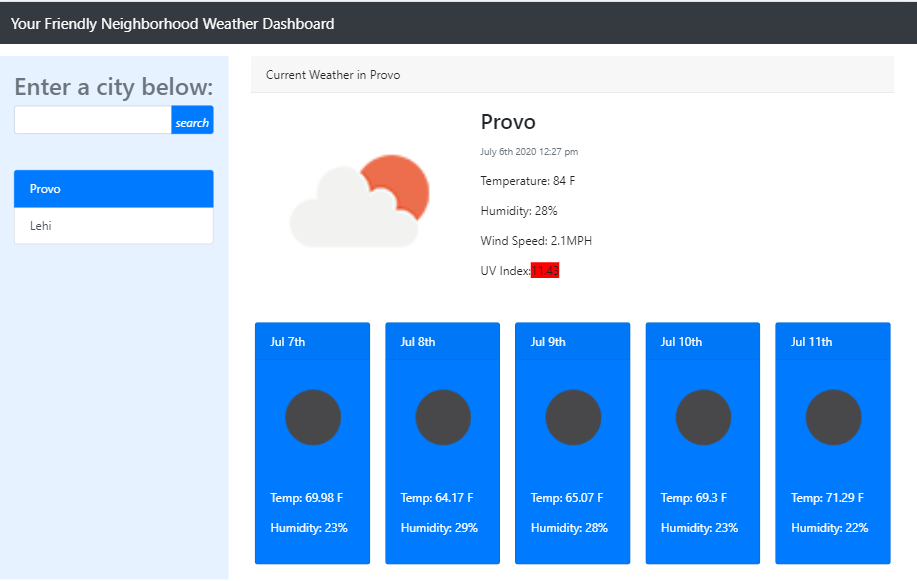 Your Friendly Neighborhood Weather Dashboard
Enter a city below:
search
Provo
Lehi
Current Weather in Provo
Provo
July 6th 2020 12:27 pm
Temperature: 84 F
Humidity: 28%
Wind Speed: 2.1MPH
UV Index:11.43
Jul 7th
Temp: 69.98 F
Humidity: 23%
Jul 8th
Temp: 64.17 F
Humidity: 29%
Jul 9th
Temp: 65.07 F
Humidity: 28%
Jul 10th
Temp: 69.3 F
Humidity: 23%
Jul 11th
Temp: 71.29 F
Humidity: 22%